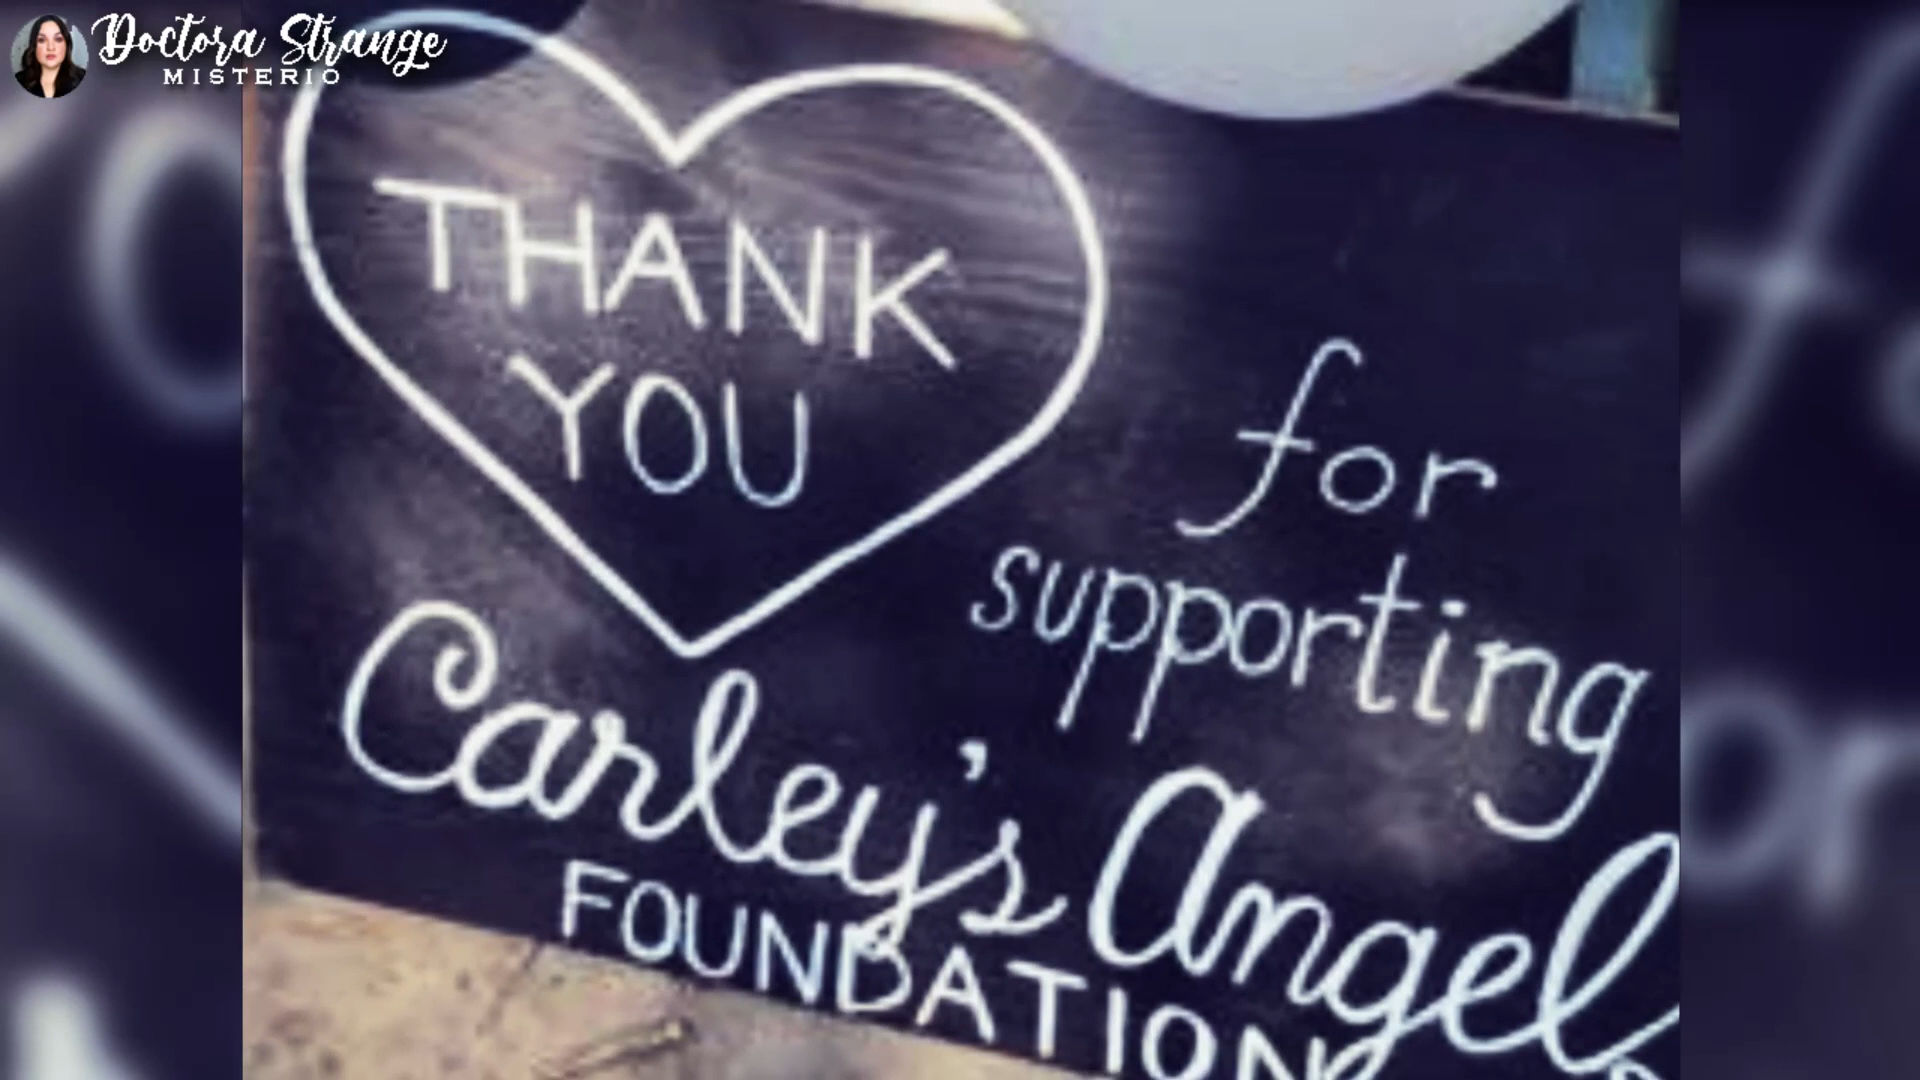 Doctora Strange
MISTERIO
THANK
YOU
for
supporting
Carley's Angel
FOUNDATION